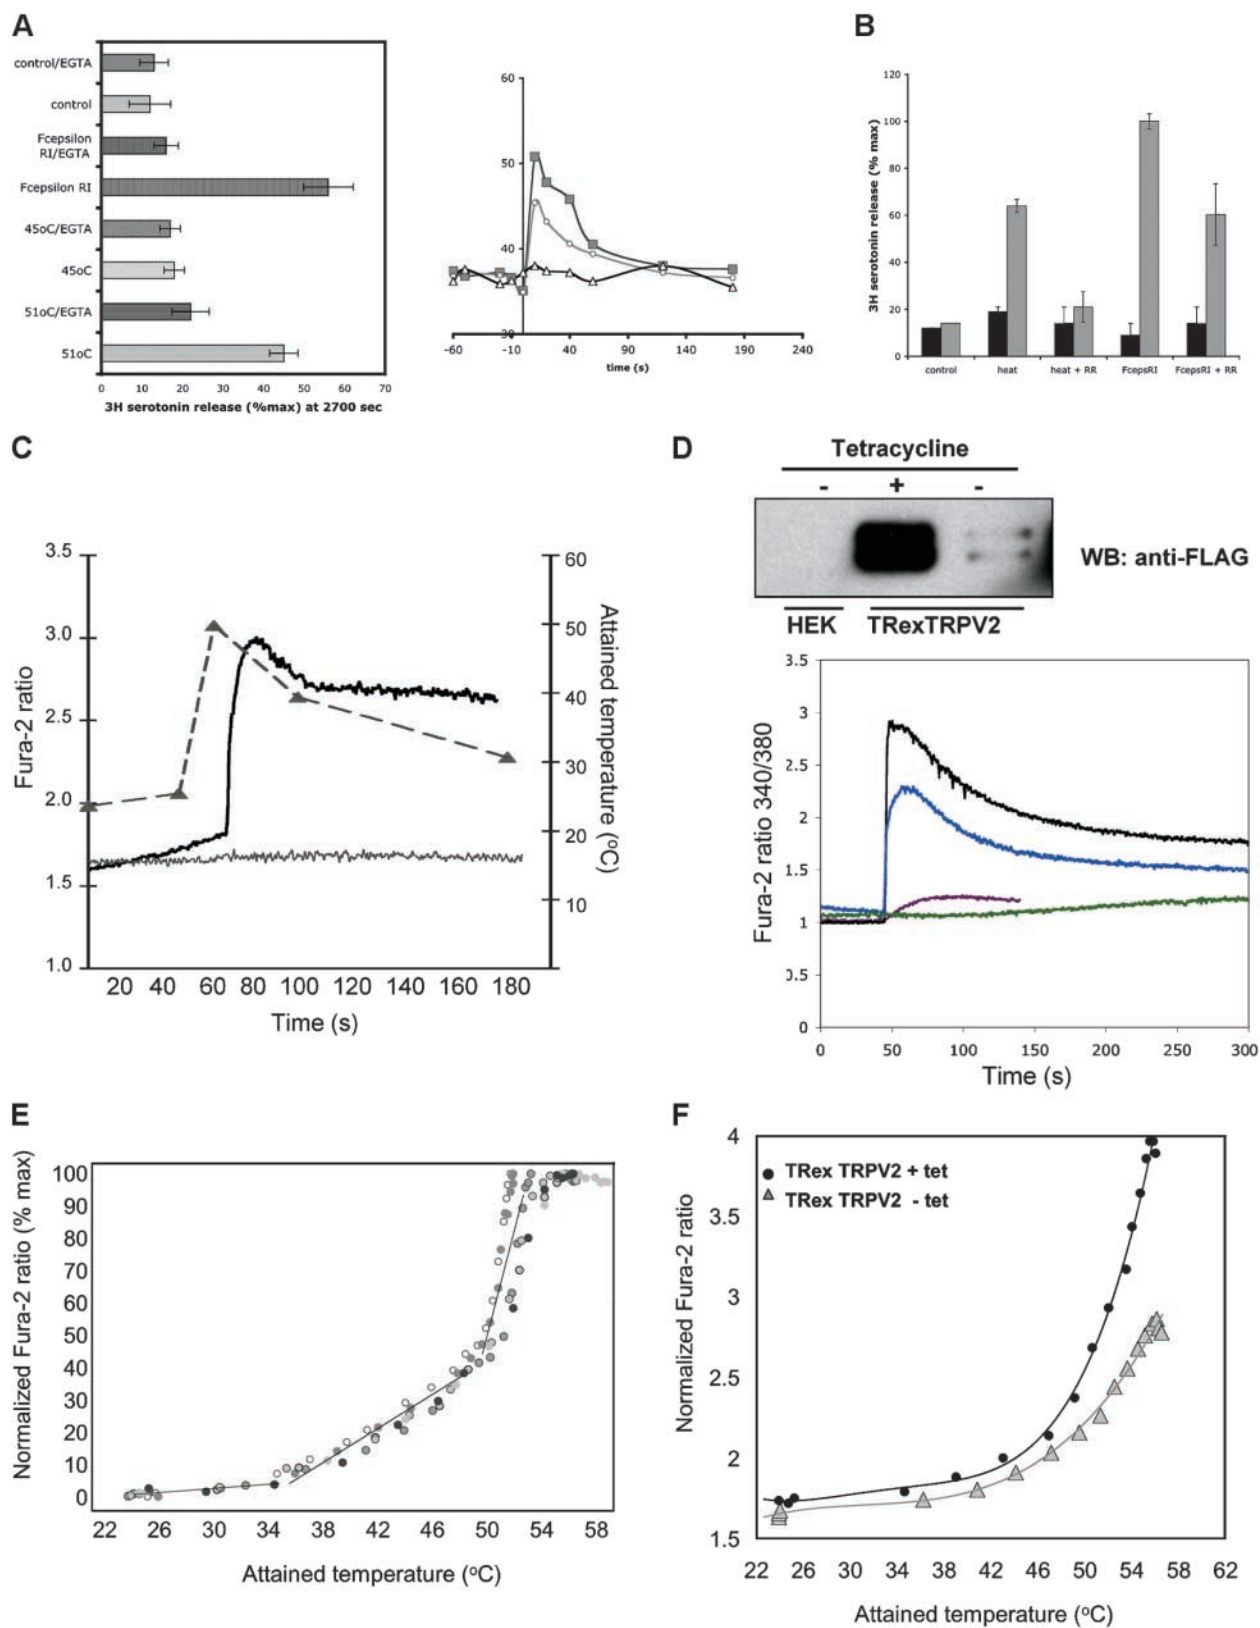 A
control/EGTA
control
Fcepsilon
RI/EGTA
Fcepsilon RI
45oC/EGTA
45oC
51oC/EGTA
51oC
0 10 20 30 40 50 60 70
3H serotonin release (%max) at 2700 sec
60
50
40
30
-60 -10 40 90 140 190 240
time (s)
B
3H serotonin release (% max)
120
100
80
60
40
20
0
control heat heat + RR FcepsRI FcepsRI + RR
C
Fura-2 ratio
3.5
3.0
2.5
2.0
1.5
1.0
60
50
40
30
20
10
Attained temperature (oC)
20 40 60 80 100 120 140 160 180
Time (s)
D
Tetracycline
- + -
WB: anti-FLAG
HEK TRexTRPV2
Fura-2 ratio 340/380
3.5
3
2.5
2
1.5
1
0.5
0
0 50 100 150 200 250 300
Time (s)
E
Normalized Fura-2 ratio (% max)
100
90
80
70
60
50
40
30
20
10
0
22 26 30 34 38 42 46 50 54 58
Attained temperature (oC)
F
Normalized Fura-2 ratio
4
3.5
3
2.5
2
1.5
TRex TRPV2 + tet
TRex TRPV2 - tet
22 26 30 34 38 42 46 50 54 58 62
Attained temperature (oC)